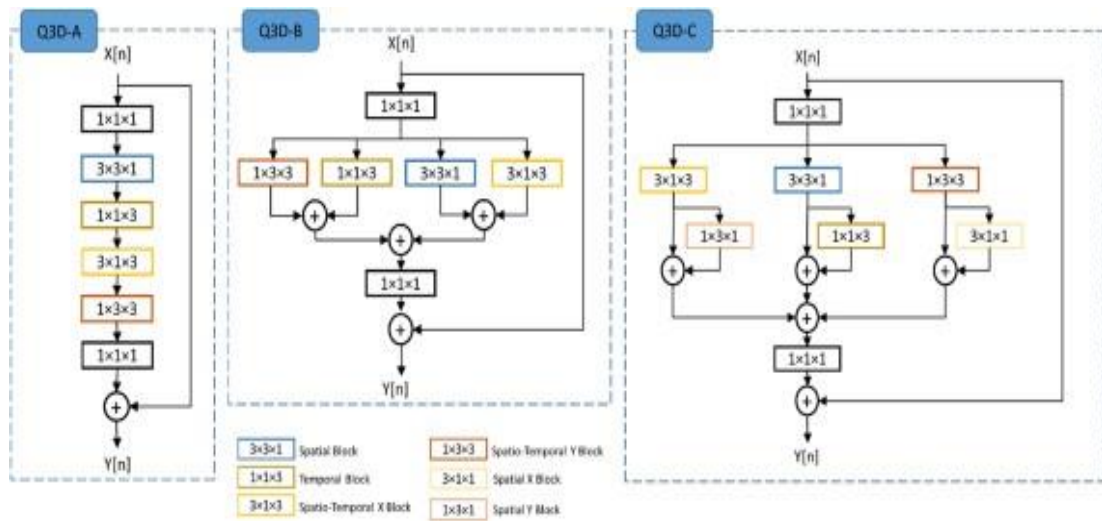 Q3D-A
X[n]
1×1×1
3×3×1
1×1×3
3×1×3
1×3×3
1×1×1
+
Y[n]
Q3D-B
X[n]
1×1×1
1×3×3 1×1×3 3×3×1 3×1×3
+ +
+
1×1×1
+
Y[n]
Q3D-C
X[n]
1×1×1
3×1×3 3×3×1 1×3×3
1×3×1 1×1×3 3×1×1
+ + +
+
1×1×1
+
Y[n]
3×3×1 Spatial Block
1×1×3 Temporal Block
3×1×3 Spatio-Temporal X Block
1×3×3 Spatio-Temporal Y Block
3×1×1 Spatial X Block
1×3×1 Spatial Y Block